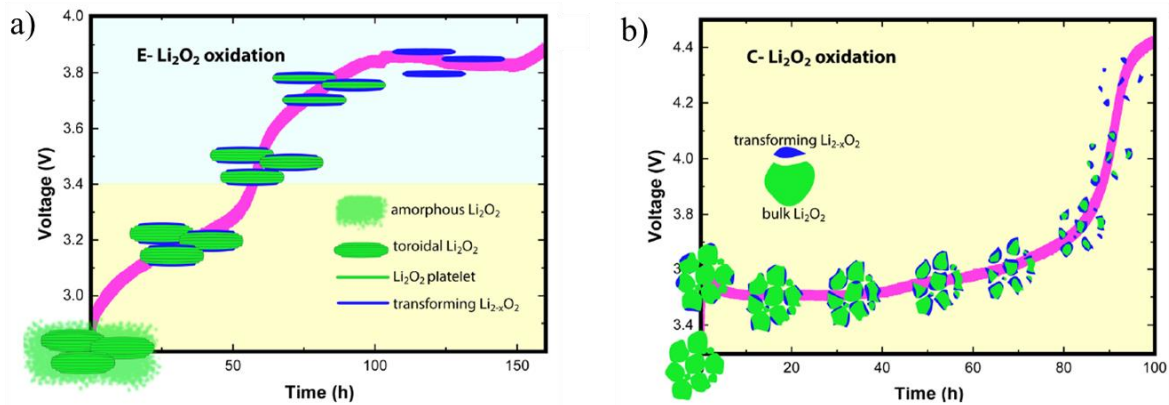 a)
E- Li₂O₂ oxidation
Voltage (V)
4.0
3.8
3.6
3.4
3.2
3.0
amorphous Li₂O₂
toroidal Li₂O₂
Li₂O₂ platelet
transforming Li₂₋ₓO₂
50
100
150
Time (h)
b)
C- Li₂O₂ oxidation
Voltage (V)
4.4
4.2
4.0
3.8
3.4
transforming Li₂₋ₓO₂
bulk Li₂O₂
20
40
60
80
100
Time (h)